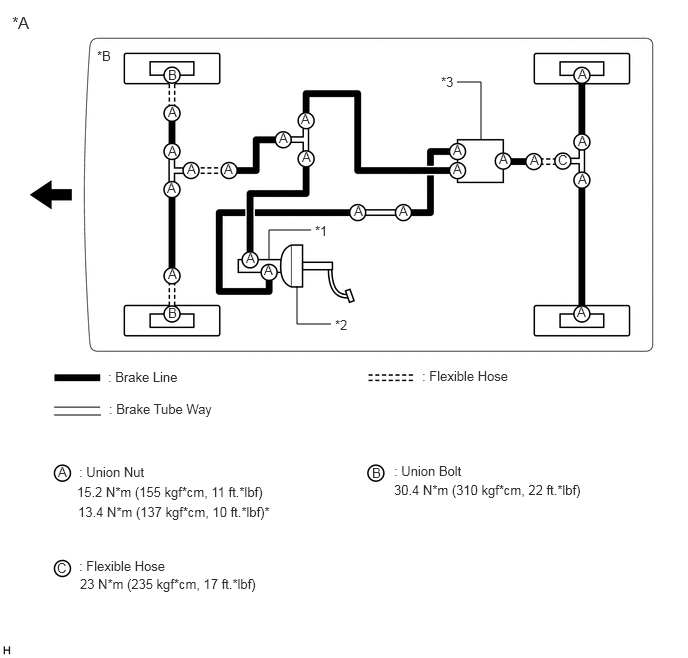 *A
*B
B
A
A
A
A
A
A
B
A
A
A
*3
A
A
A
A
C
A
A
A
A
A
A
*1
A
A
*2
: Brake Line
: Flexible Hose
: Brake Tube Way
A : Union Nut
15.2 N*m (155 kgf*cm, 11 ft.*lbf)
13.4 N*m (137 kgf*cm, 10 ft.*lbf)*
B : Union Bolt
30.4 N*m (310 kgf*cm, 22 ft.*lbf)
C : Flexible Hose
23 N*m (235 kgf*cm, 17 ft.*lbf)
H